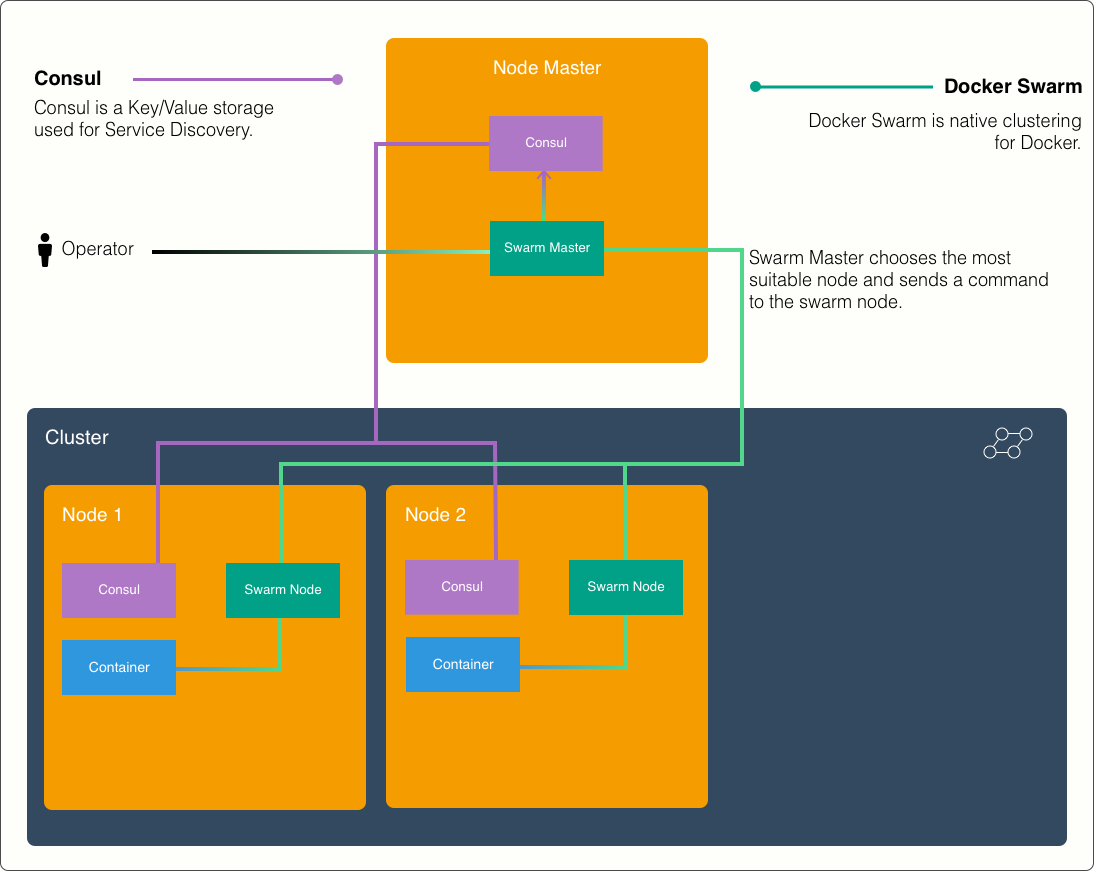 Node Master
Consul
Consul is a Key/Value storage
used for Service Discovery.
Docker Swarm
Docker Swarm is native clustering
for Docker.
Consul
Operator
Swarm Master
Swarm Master chooses the most
suitable node and sends a command
to the swarm node.
Cluster
Node 1
Consul
Swarm Node
Container
Node 2
Consul
Swarm Node
Container